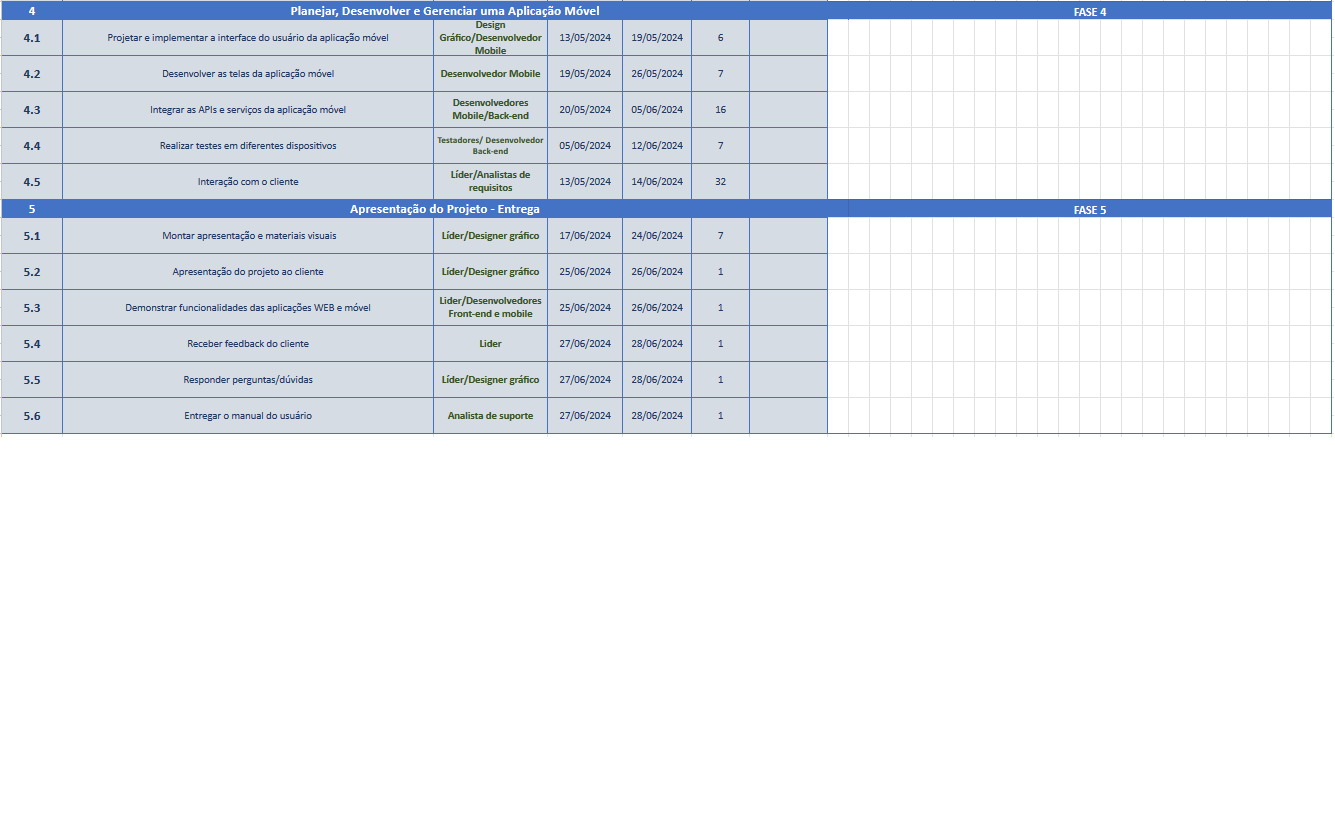 4 Planejar, Desenvolver e Gerenciar uma Aplicação Móvel FASE 4
4.1 Projetar e implementar a interface do usuário da aplicação móvel Design Gráfico/Desenvolvedor Mobile 13/05/2024 19/05/2024 6
4.2 Desenvolver as telas da aplicação móvel Desenvolvedor Mobile 19/05/2024 26/05/2024 7
4.3 Integrar as APIs e serviços da aplicação móvel Desenvolvedores Mobile/Back-end 20/05/2024 05/06/2024 16
4.4 Realizar testes em diferentes dispositivos Testadores/ Desenvolvedor Back-end 05/06/2024 12/06/2024 7
4.5 Interação com o cliente Líder/Analistas de requisitos 13/05/2024 14/06/2024 32
5 Apresentação do Projeto - Entrega FASE 5
5.1 Montar apresentação e materiais visuais Líder/Designer gráfico 17/06/2024 24/06/2024 7
5.2 Apresentação do projeto ao cliente Líder/Designer gráfico 25/06/2024 26/06/2024 1
5.3 Demonstrar funcionalidades das aplicações WEB e móvel Lider/Desenvolvedores Front-end e mobile 25/06/2024 26/06/2024 1
5.4 Receber feedback do cliente Lider 27/06/2024 28/06/2024 1
5.5 Responder perguntas/dúvidas Líder/Designer gráfico 27/06/2024 28/06/2024 1
5.6 Entregar o manual do usuário Analista de suporte 27/06/2024 28/06/2024 1